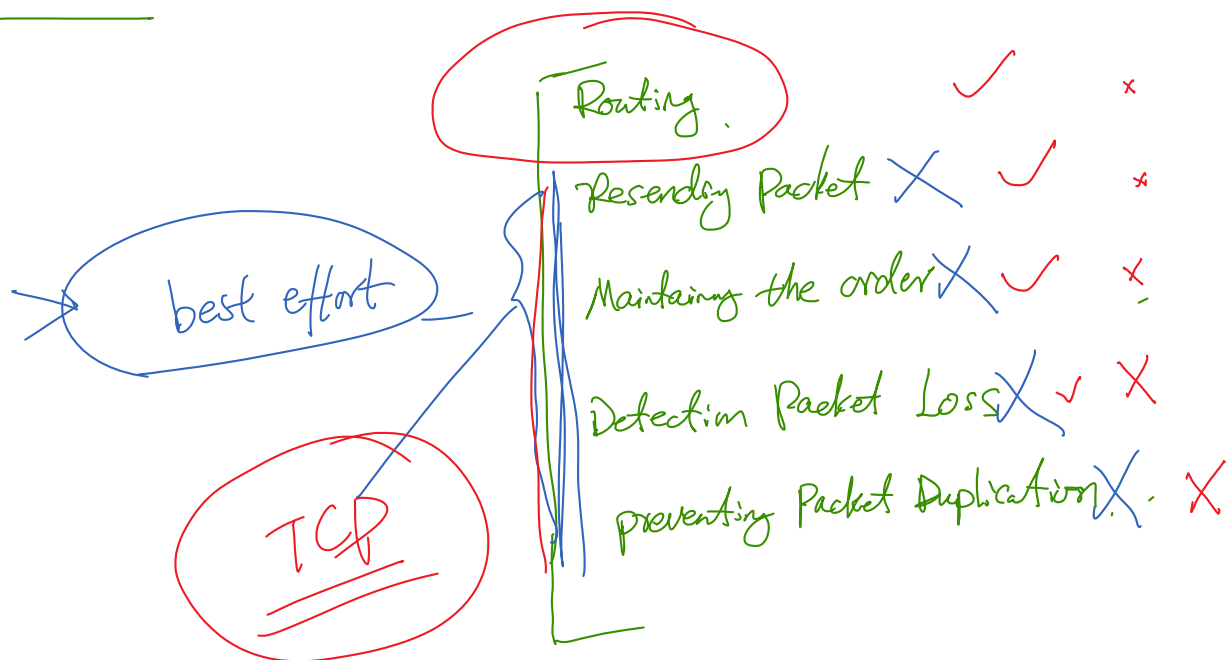 Routing.
Resending Packet
best effort
Maintaining the order
Detection Packet Loss
TCP
preventing Packet Duplication.